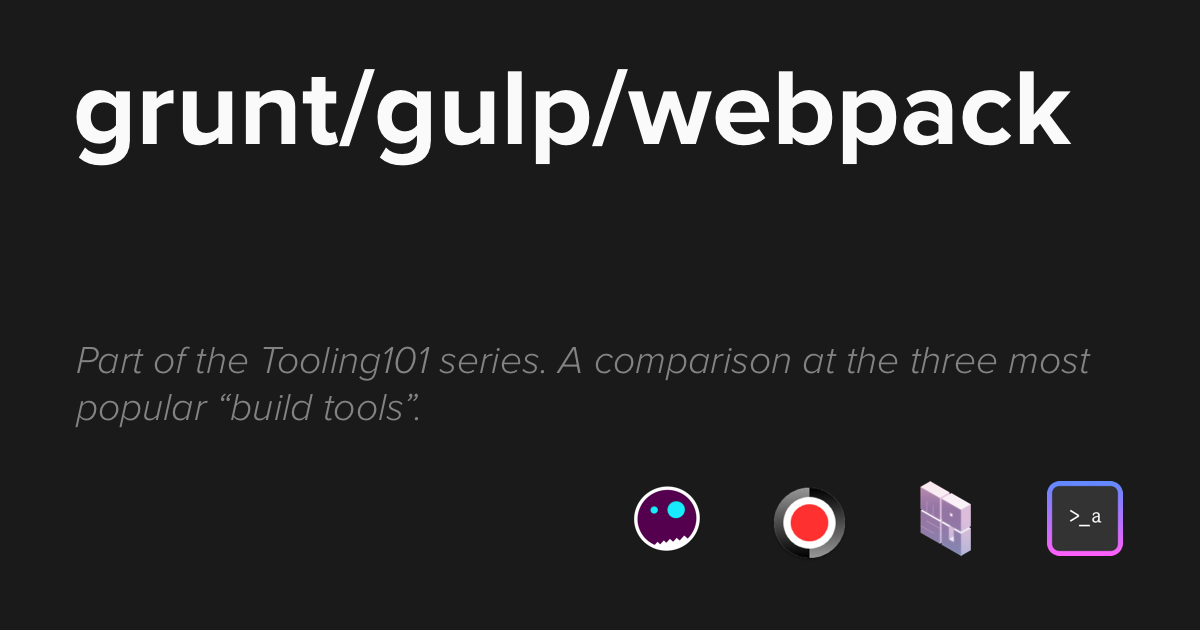 grunt/gulp/webpack
Part of the Tooling101 series. A comparison at the three most
popular “build tools”.
>_a